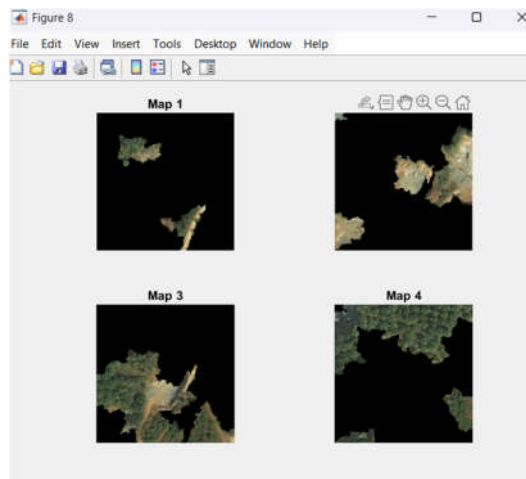 Figure 8
File Edit View Insert Tools Desktop Window Help
Map 1
Map 3
Map 4